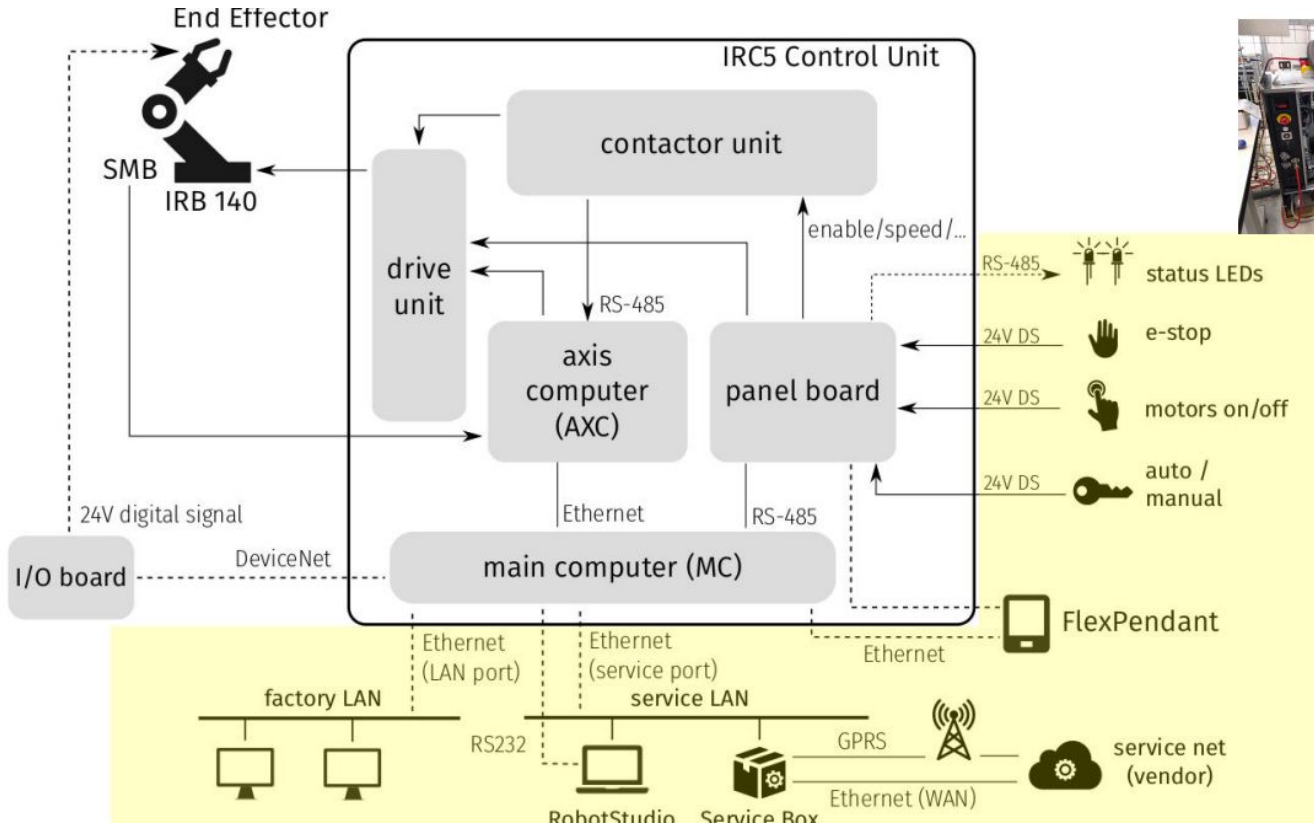 End Effector
IRC5 Control Unit
contactor unit
SMB
IRB 140
drive
unit
enable/speed/...
RS-485
status LEDs
RS-485
axis
computer
(AXC)
panel board
24V DS
e-stop
24V DS
motors on/off
24V DS
auto /
manual
24V digital signal
Ethernet
RS-485
I/O board
DeviceNet
main computer (MC)
FlexPendant
Ethernet
(LAN port)
Ethernet
(service port)
Ethernet
factory LAN
service LAN
RS232
GPRS
service net
(vendor)
Ethernet (WAN)
RobotStudio
Service Box